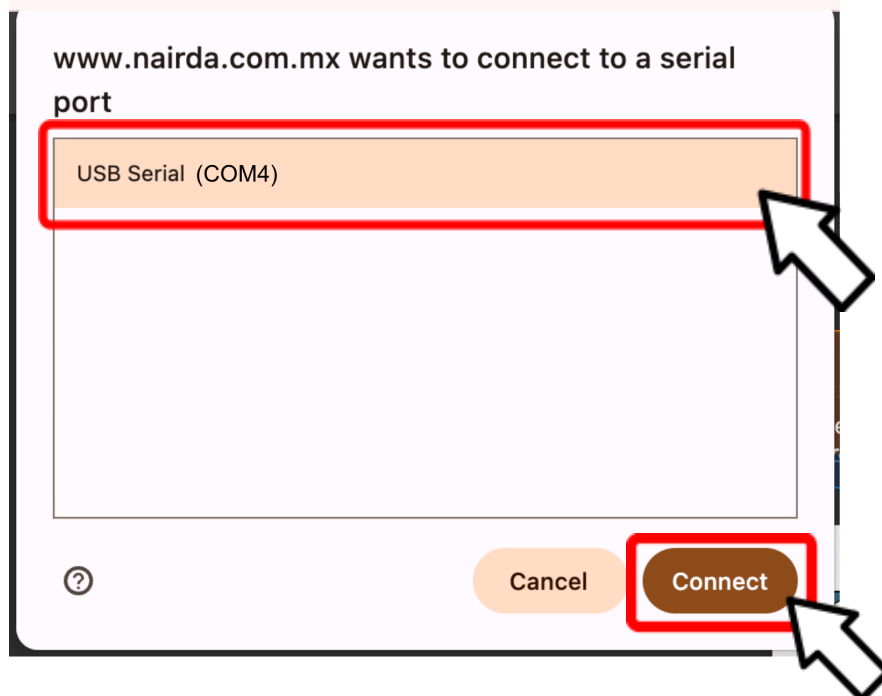 www.nairda.com.mx wants to connect to a serial
port
USB Serial (COM4)
Cancel
Connect